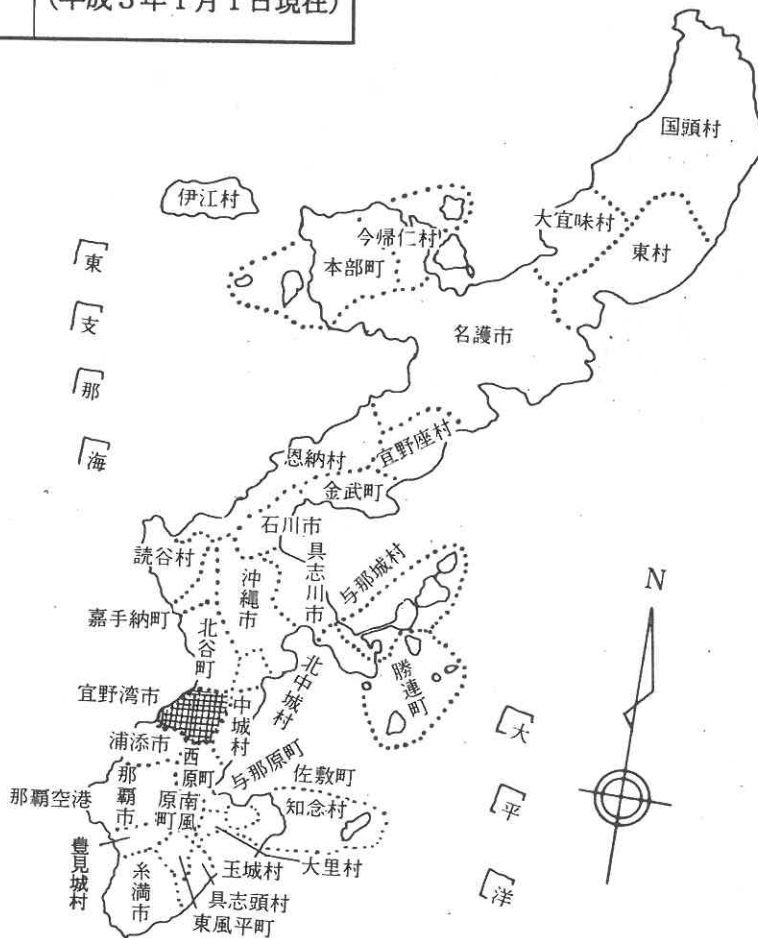 (平成3年1月1日現在)
国頭村
伊江村
大宜味村
今帰仁村
東村
本部町
東支那海
名護市
宜野座村
恩納村
金武町
石川市
具志川市
読谷村
与那城村
沖縄市
N
嘉手納町
北谷町
北中城村
勝連町
宜野湾市
中城村
大平洋
浦添市
西原町
与那原町
佐敷町
那覇市
那覇空港
南風原町
知念村
豊見城村
玉城村
大里村
糸満市
具志頭村
東風平町